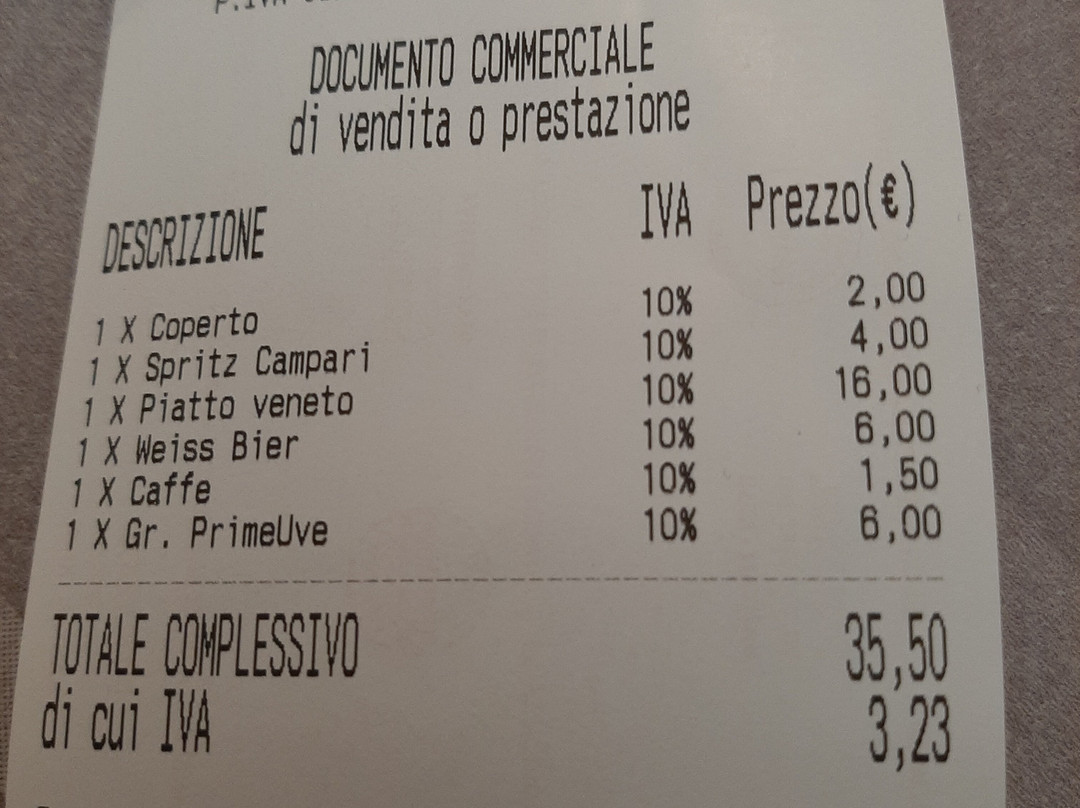 DOCUMENTO COMMERCIALE
di vendita o prestazione
DESCRIZIONE IVA Prezzo(€)
1 X Coperto 10% 2,00
1 X Spritz Campari 10% 4,00
1 X Piatto veneto 10% 16,00
1 X Weiss Bier 10% 6,00
1 X Caffe 10% 1,50
1 X Gr. PrimeUve 10% 6,00
TOTALE COMPLESSIVO 35,50
di cui IVA 3,23